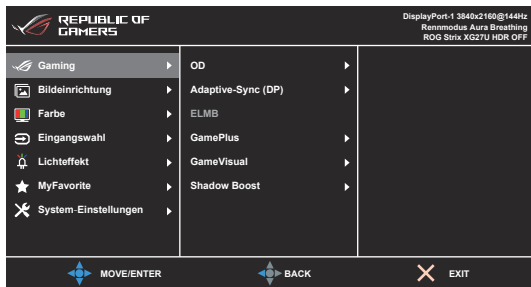 REPUBLIC OF
GAMERS
DisplayPort-1 3840x2160@144Hz
Rennmodus Aura Breathing
ROG Strix XG27U HDR OFF
Gaming
Bildeinrichtung
Farbe
Eingangswahl
Lichteffekt
MyFavorite
System-Einstellungen
OD
Adaptive-Sync (DP)
ELMB
GamePlus
GameVisual
Shadow Boost
MOVE/ENTER
BACK
EXIT